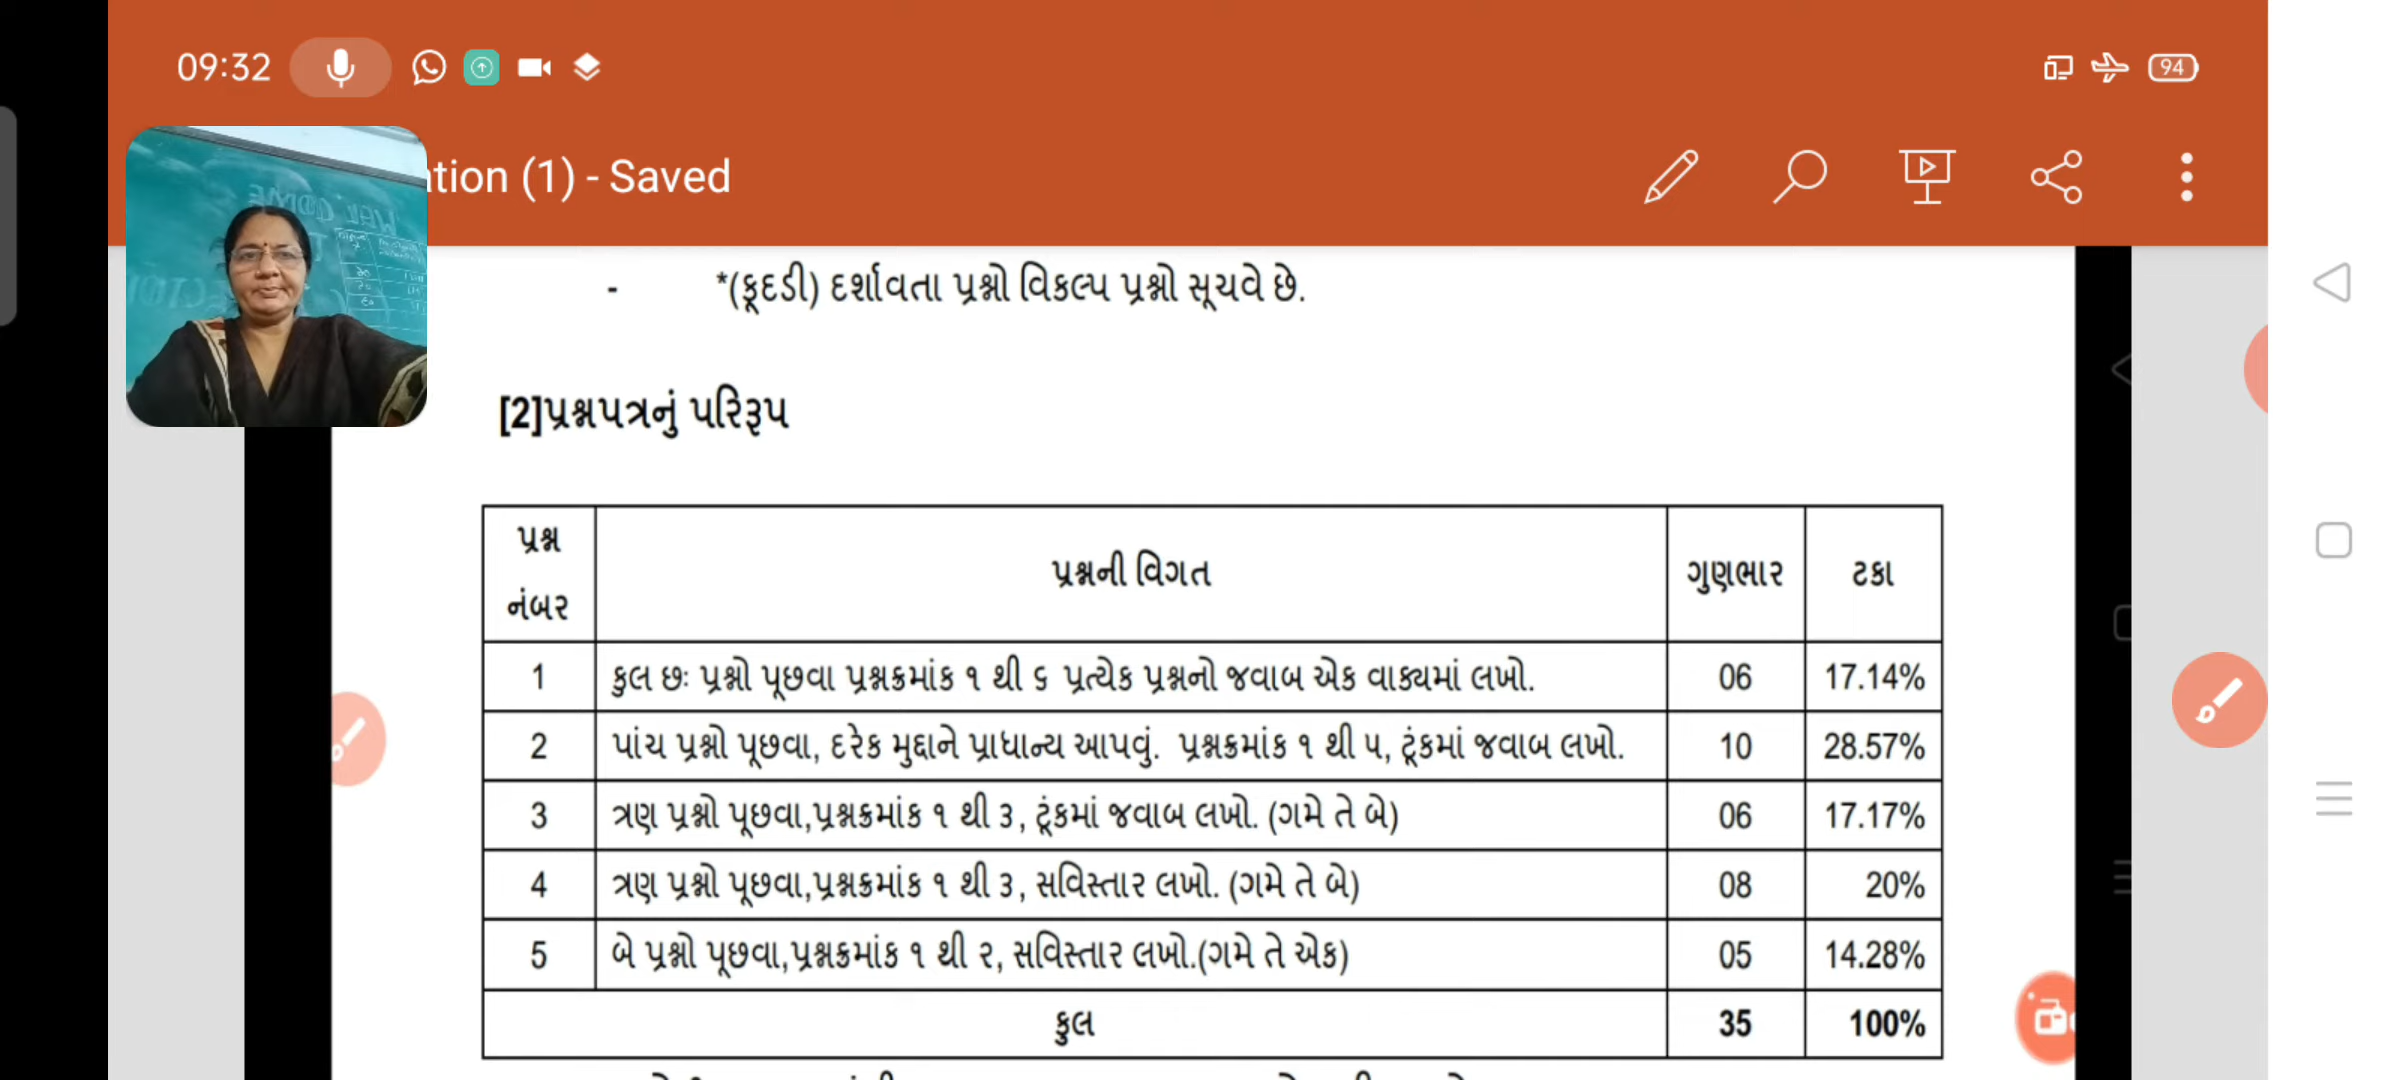 09:32
94
ation (1) - Saved
- *(ફૂદડી) દર્શાવતા પ્રશ્નો વિકલ્પ પ્રશ્નો સૂચવે છે.
[2]પ્રશ્નપત્રનું પરિરૂપ
પ્રશ્ન નંબર પ્રશ્નની વિગત ગુણભાર ટકા
1 કુલ છઃ પ્રશ્નો પૂછવા પ્રશ્નક્રમાંક ૧ થી ૬ પ્રત્યેક પ્રશ્નનો જવાબ એક વાક્યમાં લખો. 06 17.14%
2 પાંચ પ્રશ્નો પૂછવા, દરેક મુદ્દાને પ્રાધાન્ય આપવું. પ્રશ્નક્રમાંક ૧ થી ૫, ટૂંકમાં જવાબ લખો. 10 28.57%
3 ત્રણ પ્રશ્નો પૂછવા,પ્રશ્નક્રમાંક ૧ થી ૩, ટૂંકમાં જવાબ લખો. (ગમે તે બે) 06 17.17%
4 ત્રણ પ્રશ્નો પૂછવા,પ્રશ્નક્રમાંક ૧ થી ૩, સવિસ્તાર લખો. (ગમે તે બે) 08 20%
5 બે પ્રશ્નો પૂછવા,પ્રશ્નક્રમાંક ૧ થી ૨, સવિસ્તાર લખો.(ગમે તે એક) 05 14.28%
કુલ 35 100%